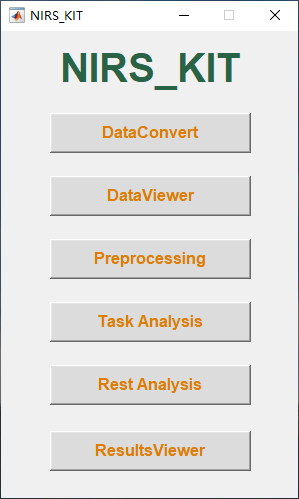 NIRS_KIT
NIRS_KIT
DataConvert
DataViewer
Preprocessing
Task Analysis
Rest Analysis
ResultsViewer